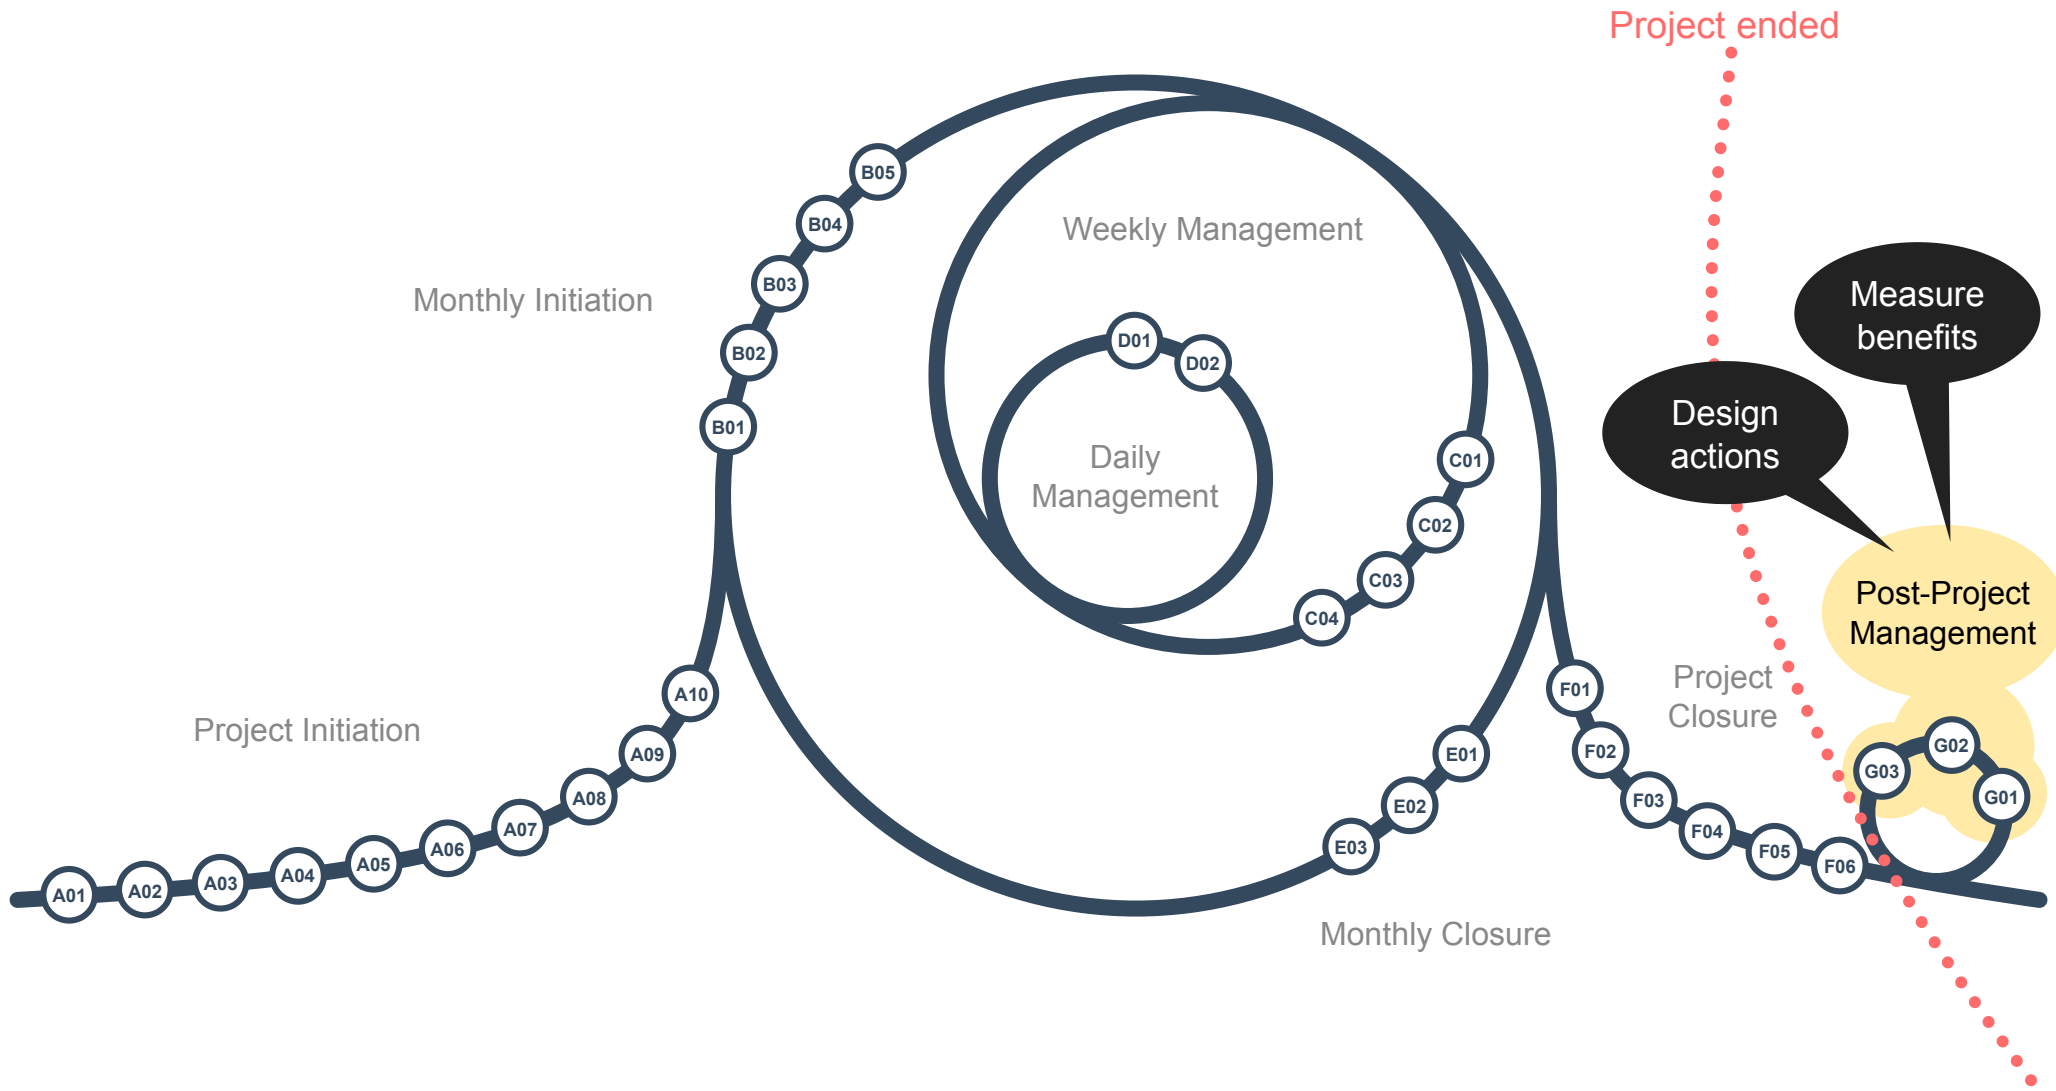 Project ended
Measure
benefits
Design
actions
Post-Project
Management
Weekly Management
Monthly Initiation
Daily
Management
Project
Closure
Project Initiation
Monthly Closure
A01
A02
A03
A04
A05
A06
A07
A08
A09
A10
B01
B02
B03
B04
B05
C01
C02
C03
C04
D01
D02
E01
E02
E03
F01
F02
F03
F04
F05
F06
G01
G02
G03